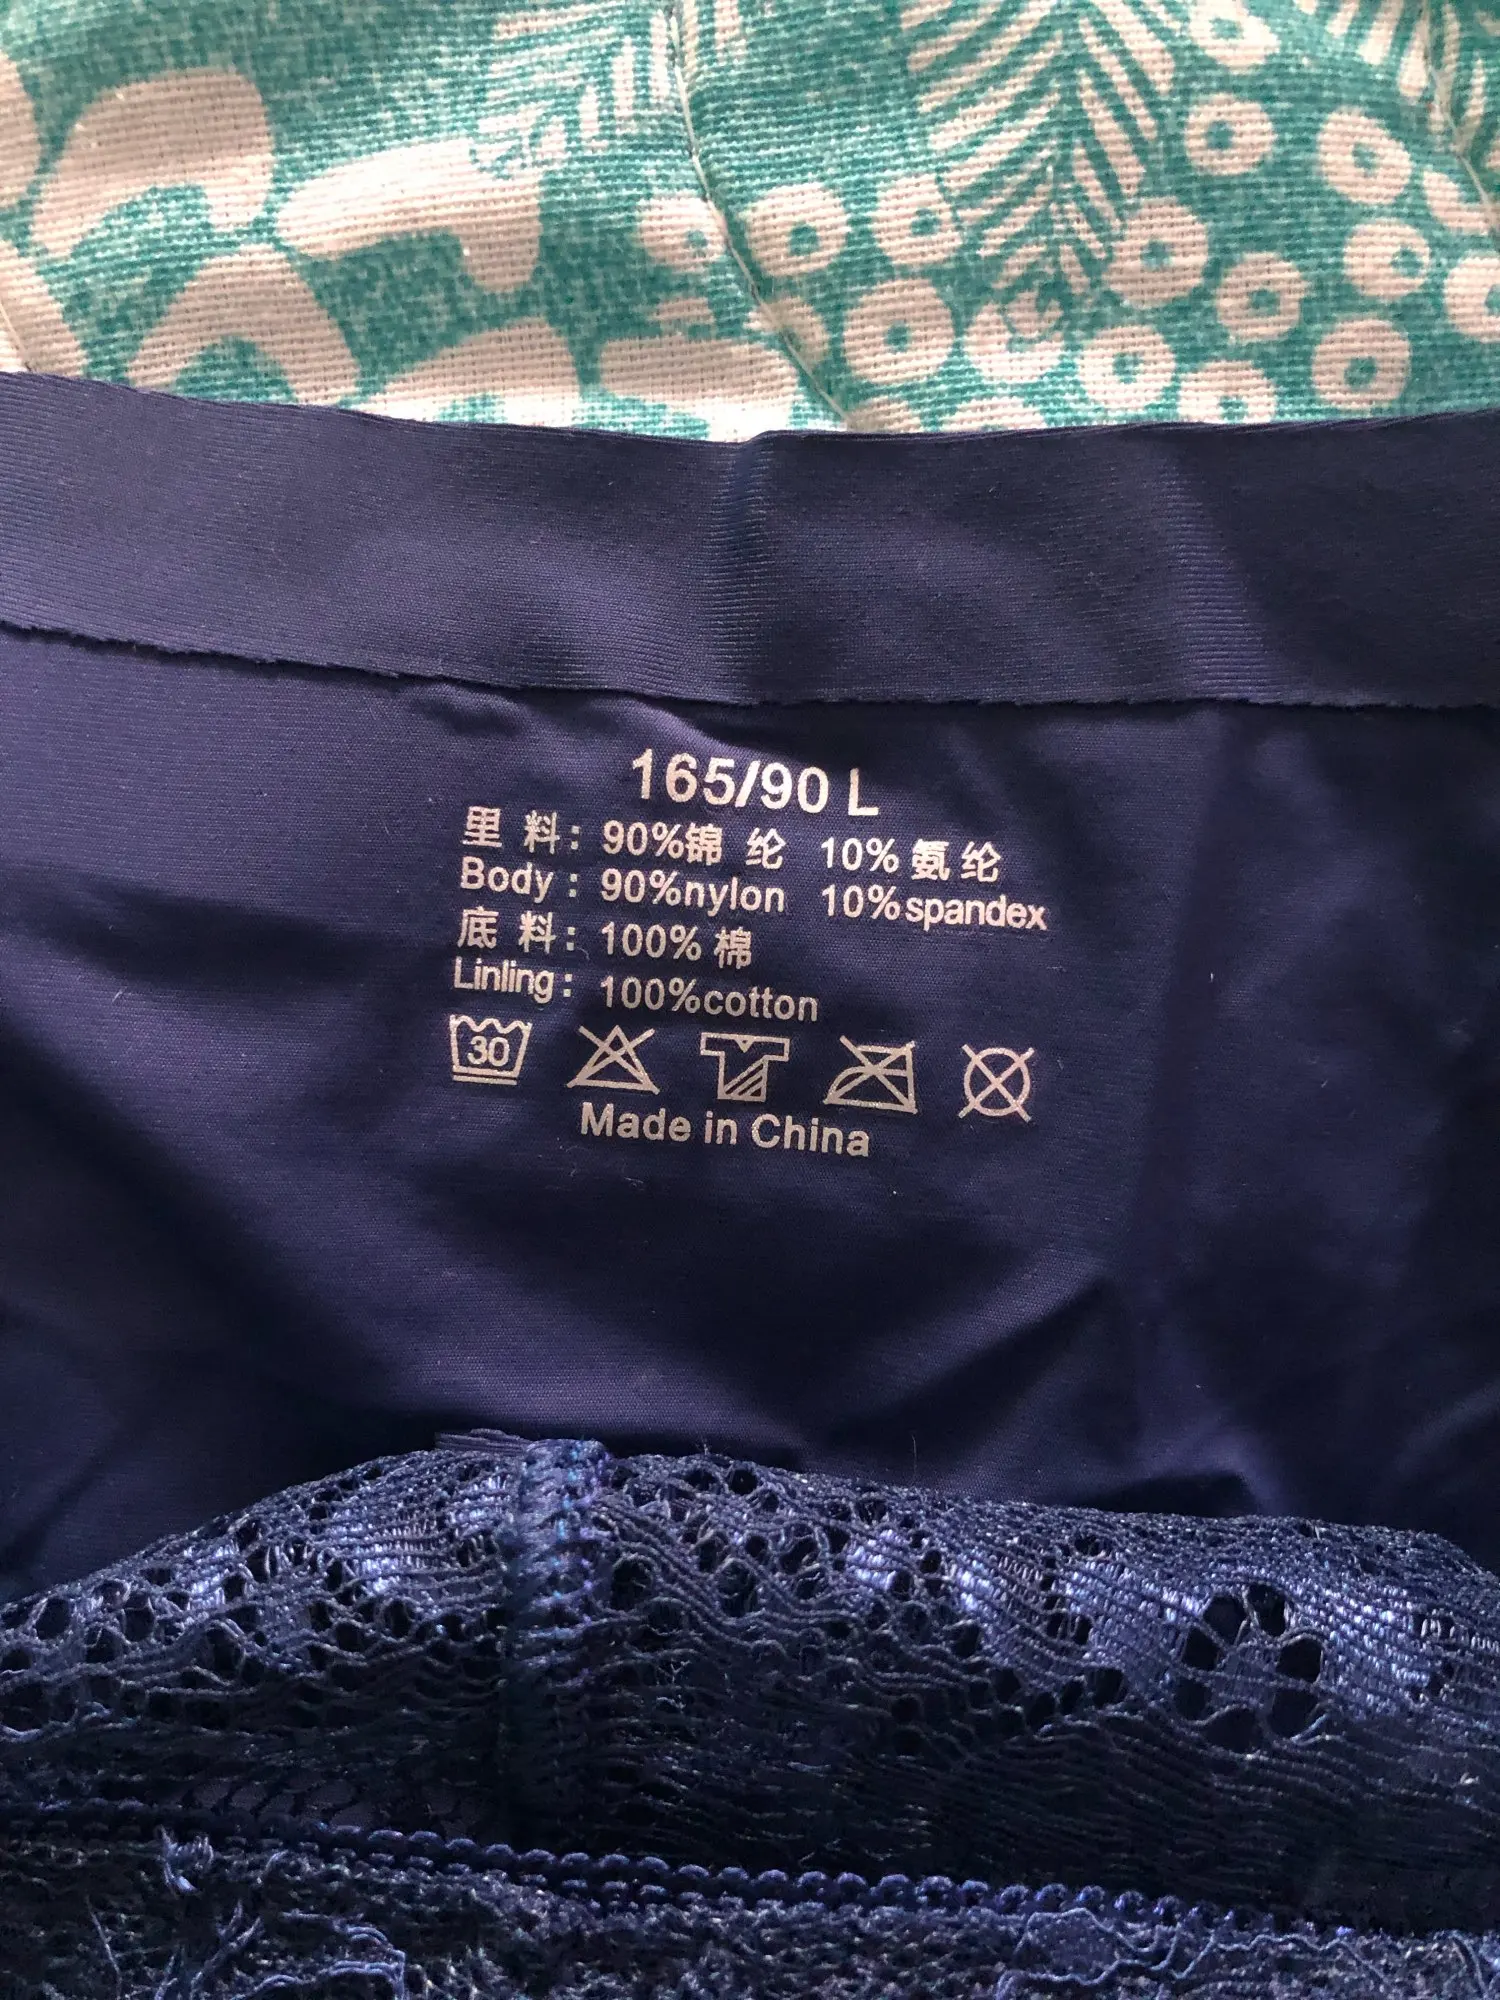 165/90 L
里料: 90%锦纶 10%氨纶
Body: 90%nylon 10%spandex
底料: 100%棉
Linling: 100%cotton
30
Made in China